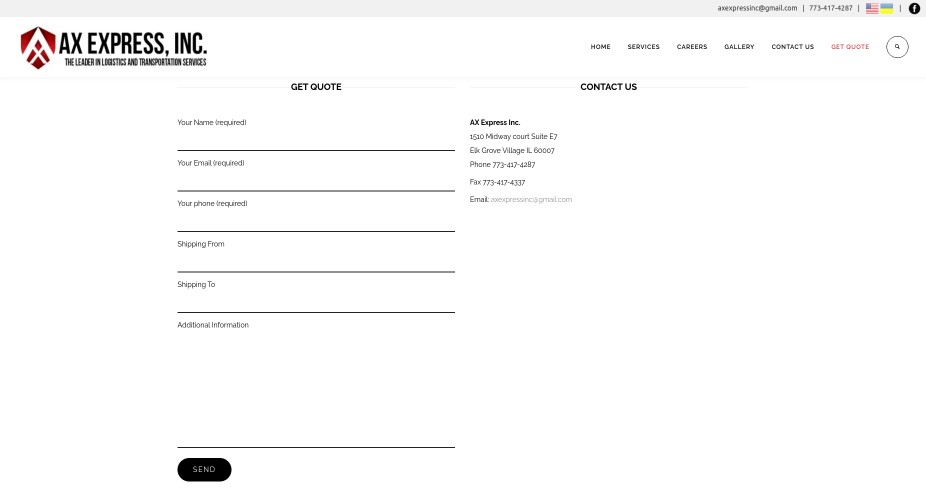 axexpressinc@gmail.com | 773-417-4287 | |
AX EXPRESS, INC.
THE LEADER IN LOGISTICS AND TRANSPORTATION SERVICES
HOME SERVICES CAREERS GALLERY CONTACT US GET QUOTE
GET QUOTE
Your Name (required)
Your Email (required)
Your phone (required)
Shipping From
Shipping To
Additional Information
SEND
CONTACT US
AX Express Inc.
1510 Midway court Suite E7
Elk Grove Village IL 60007
Phone 773-417-4287
Fax 773-417-4337
Email: axexpressinc@gmail.com